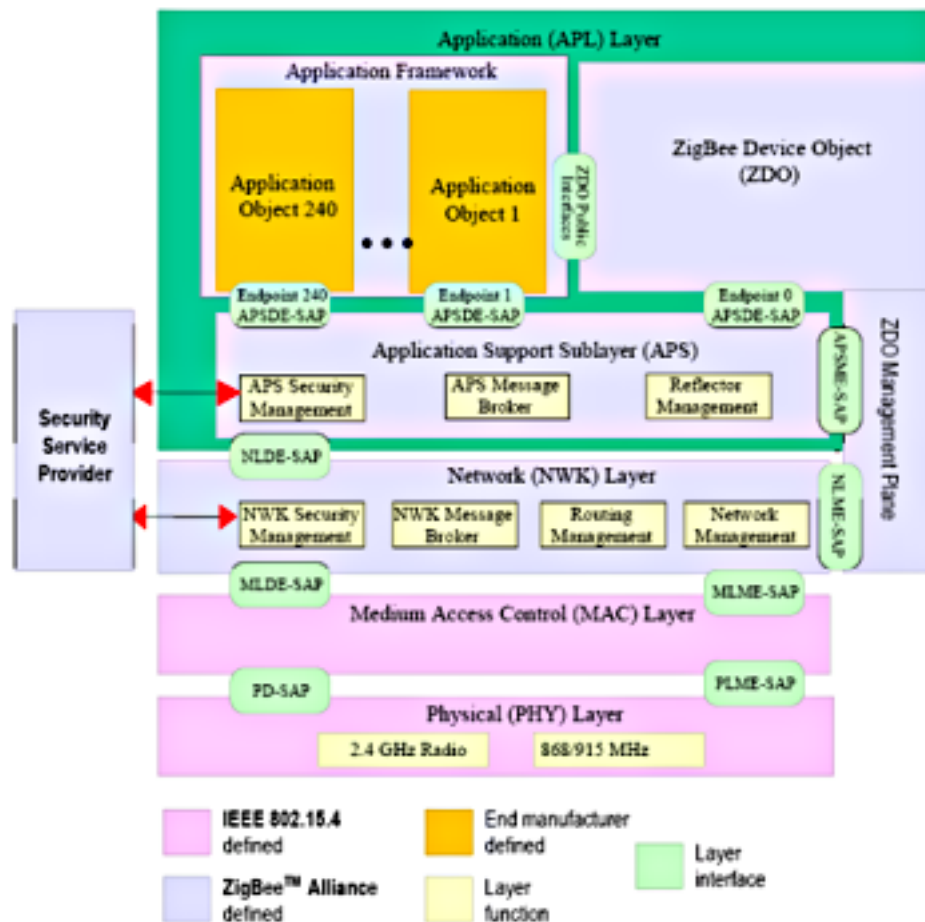 Application (APL) Layer
Application Framework
Application
Object 240
• • •
Application
Object 1
ZDO Public
Interfaces
ZigBee Device Object
(ZDO)
Endpoint 240
APSDE-SAP
Endpoint 1
APSDE-SAP
Endpoint 0
APSDE-SAP
Application Support Sublayer (APS)
APS Security
Management
APS Message
Broker
Reflector
Management
APSME-SAP
ZDO Management Plane
Security
Service
Provider
NLDE-SAP
Network (NWK) Layer
NWK Security
Management
NWK Message
Broker
Routing
Management
Network
Management
NLME-SAP
MLDE-SAP
MLME-SAP
Medium Access Control (MAC) Layer
PD-SAP
PLME-SAP
Physical (PHY) Layer
2.4 GHz Radio
868/915 MHz
IEEE 802.15.4
defined
End manufacturer
defined
Layer
interface
ZigBee™ Alliance
defined
Layer
function